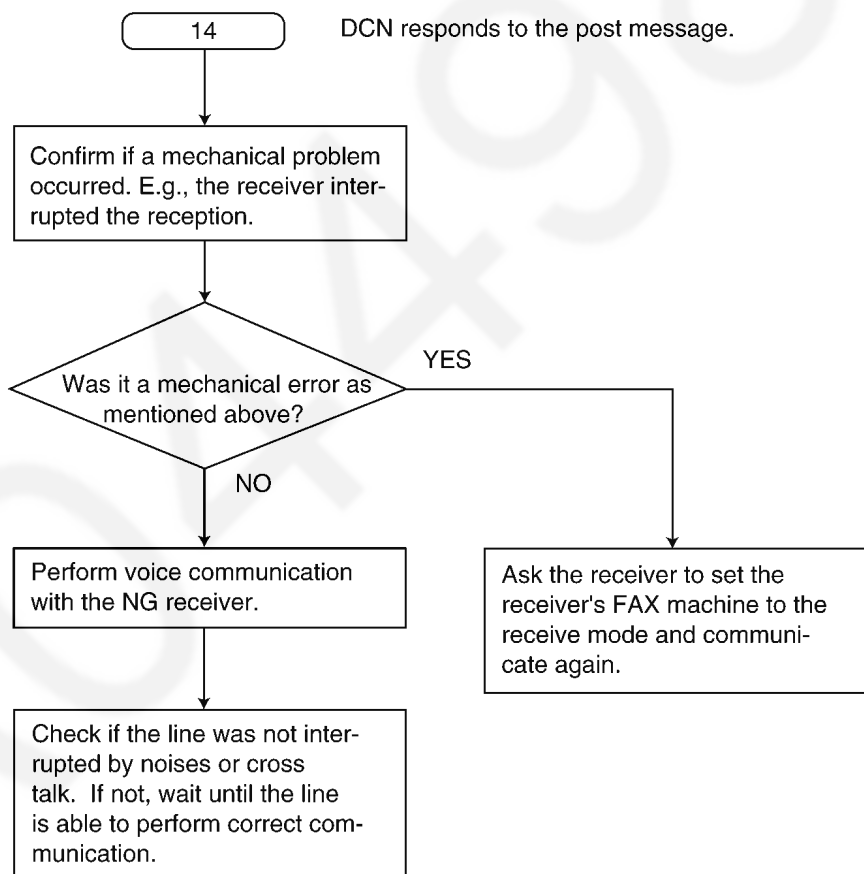 14
DCN responds to the post message.
Confirm if a mechanical problem
occurred. E.g., the receiver inter-
rupted the reception.
YES
Was it a mechanical error as
mentioned above?
NO
Perform voice communication
with the NG receiver.
Ask the receiver to set the
receiver's FAX machine to the
receive mode and communi-
cate again.
Check if the line was not inter-
rupted by noises or cross
talk. If not, wait until the line
is able to perform correct com-
munication.